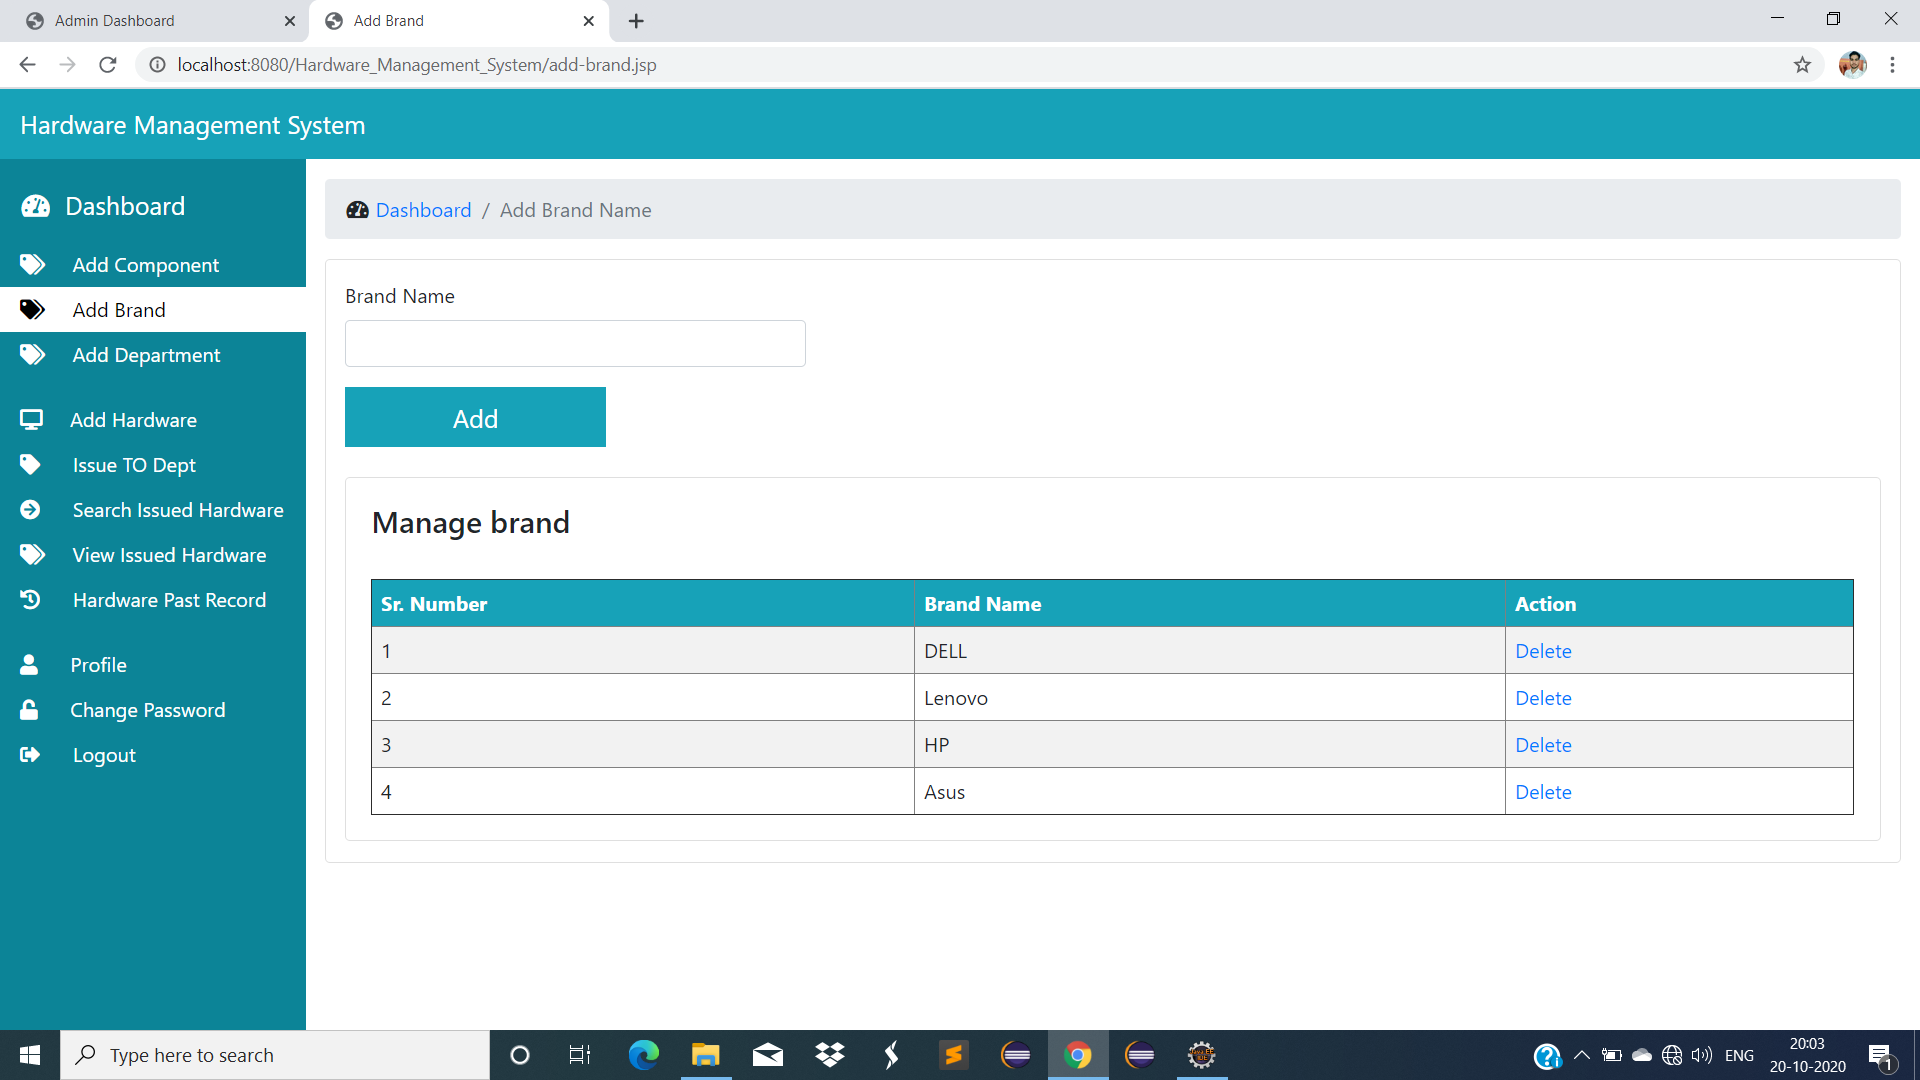 Admin Dashboard
Add Brand
localhost:8080/Hardware_Management_System/add-brand.jsp
Hardware Management System
Dashboard
Add Component
Add Brand
Add Department
Add Hardware
Issue TO Dept
Search Issued Hardware
View Issued Hardware
Hardware Past Record
Profile
Change Password
Logout
Dashboard / Add Brand Name
Brand Name
Add
Manage brand
Sr. Number Brand Name Action
1 DELL Delete
2 Lenovo Delete
3 HP Delete
4 Asus Delete
Type here to search
ENG
20:03
20-10-2020
1